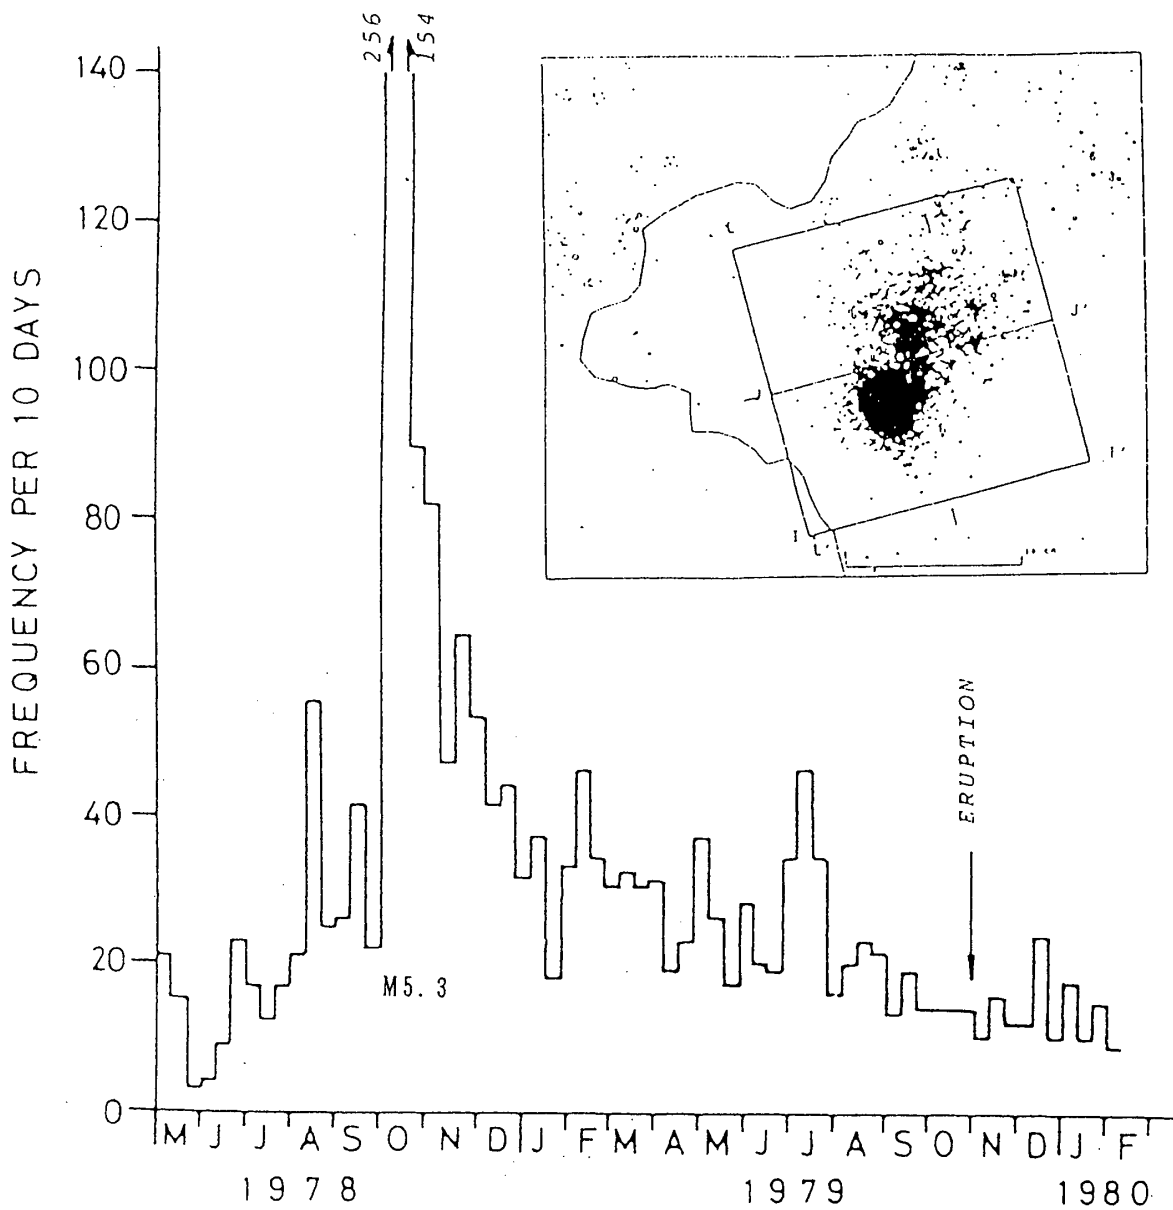 256
154
140
120
100
80
60
40
20
0
FREQUENCY PER 10 DAYS
M5.3
ERUPTION
J'
I'
I
L'
M J J A S O N D J F M A M J J A S O N D J F
1978 1979 1980